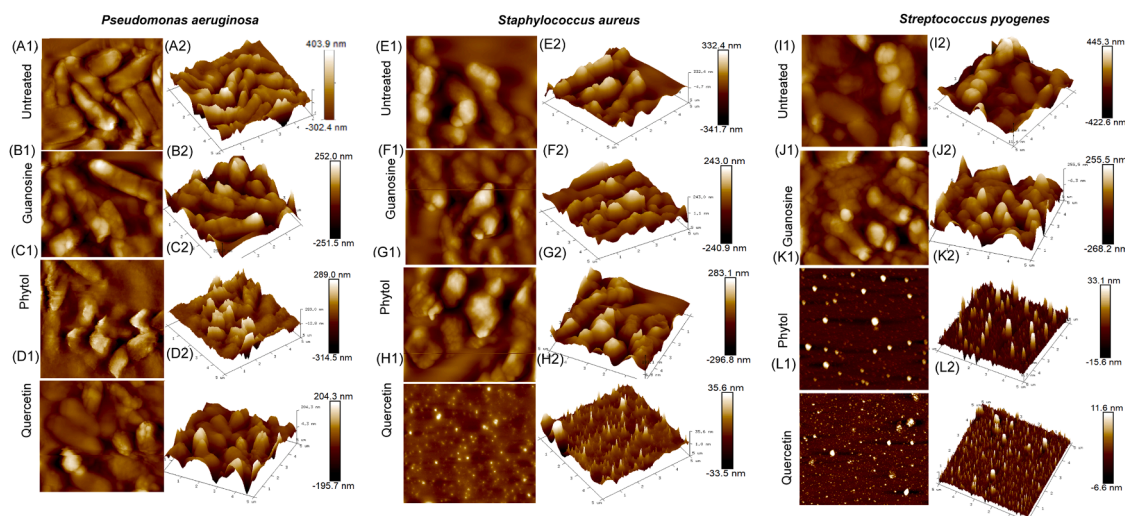 Pseudomonas aeruginosa
Staphylococcus aureus
Streptococcus pyogenes
(A1)
(A2)
403.9 nm
-302.4 nm
Untreated
(B1)
(B2)
252.0 nm
-251.5 nm
Guanosine
(C1)
(C2)
289.0 nm
-314.5 nm
Phytol
(D1)
(D2)
204.3 nm
-195.7 nm
Quercetin
(E1)
(E2)
332.4 nm
-341.7 nm
Untreated
(F1)
(F2)
243.0 nm
-240.9 nm
Guanosine
(G1)
(G2)
283.1 nm
-296.8 nm
Phytol
(H1)
(H2)
35.6 nm
-33.5 nm
Quercetin
(I1)
(I2)
445.3 nm
-422.6 nm
Untreated
(J1)
(J2)
255.5 nm
-268.2 nm
Guanosine
(K1)
(K2)
33.1 nm
-15.6 nm
Phytol
(L1)
(L2)
11.6 nm
-6.6 nm
Quercetin